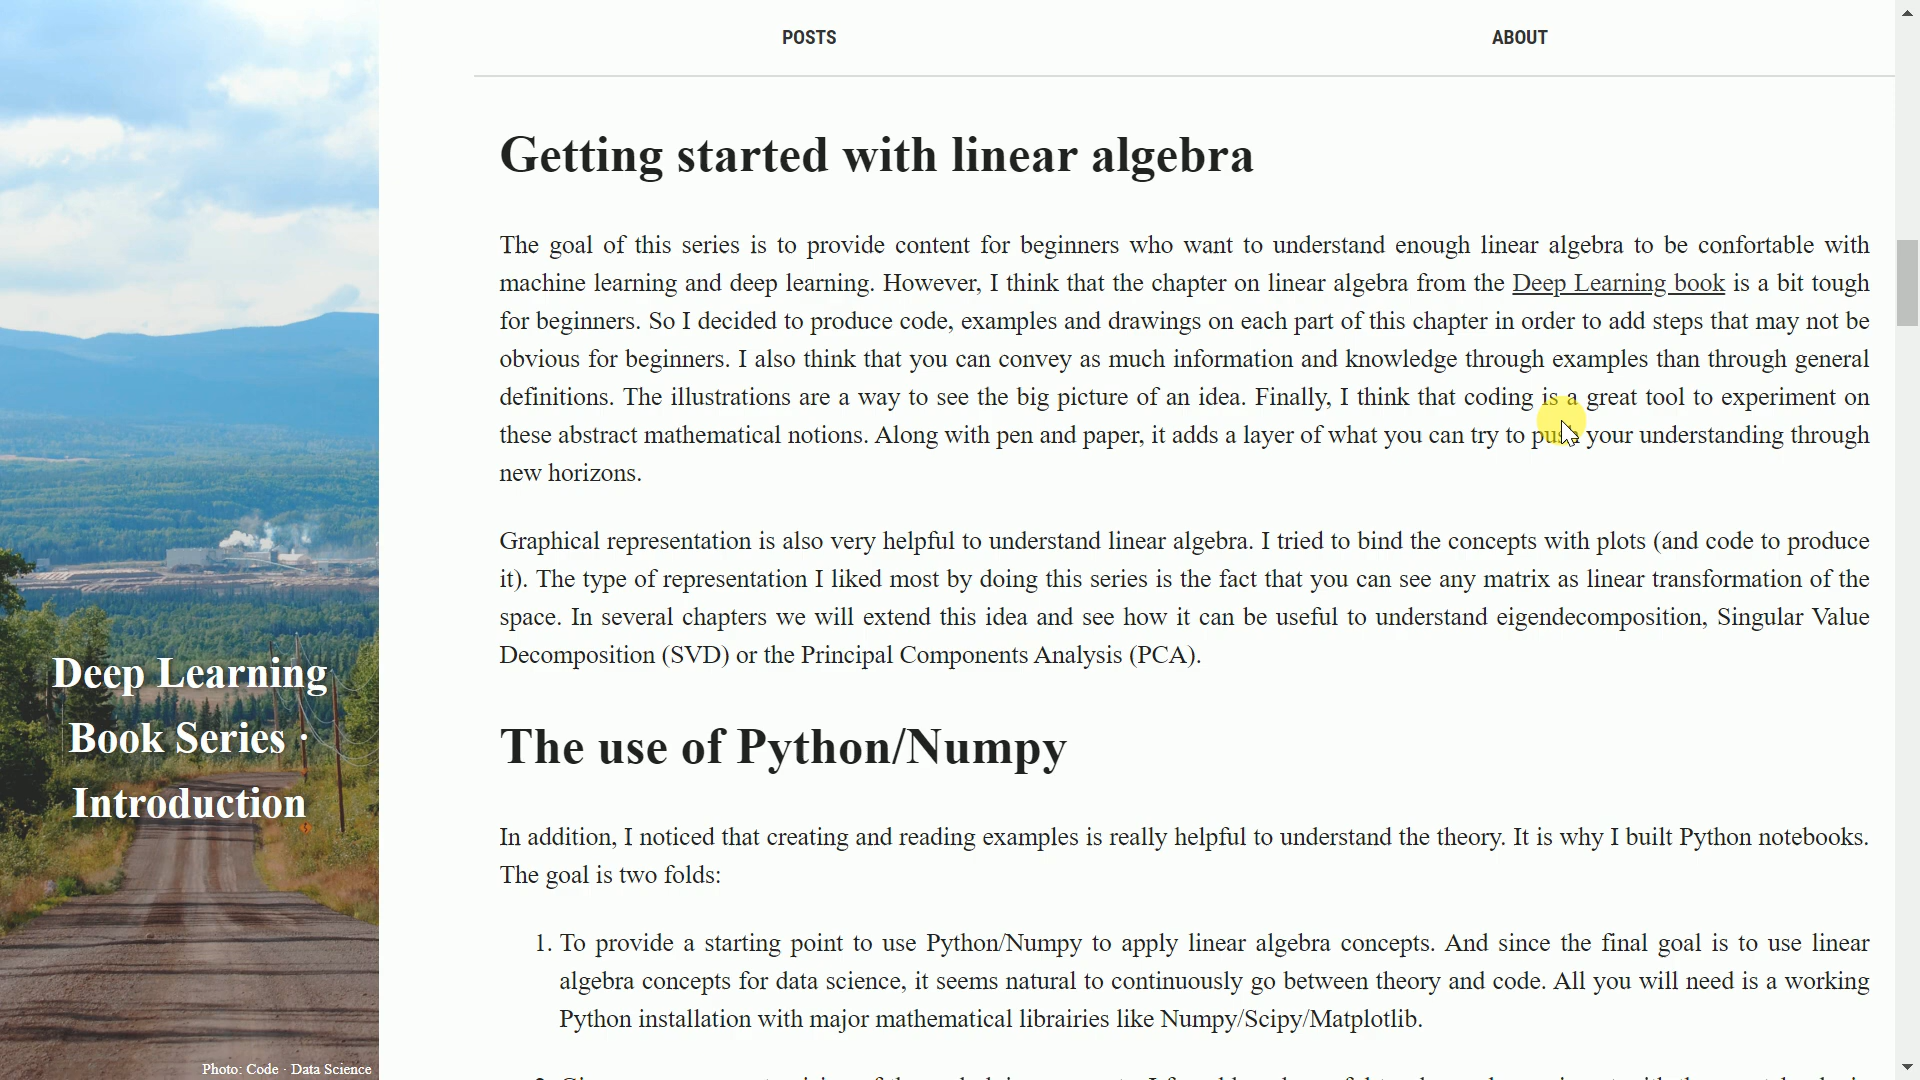 POSTS
ABOUT
Getting started with linear algebra
The goal of this series is to provide content for beginners who want to understand enough linear algebra to be confortable with
machine learning and deep learning. However, I think that the chapter on linear algebra from the Deep Learning book is a bit tough
for beginners. So I decided to produce code, examples and drawings on each part of this chapter in order to add steps that may not be
obvious for beginners. I also think that you can convey as much information and knowledge through examples than through general
definitions. The illustrations are a way to see the big picture of an idea. Finally, I think that coding is a great tool to experiment on
these abstract mathematical notions. Along with pen and paper, it adds a layer of what you can try to push your understanding through
new horizons.
Graphical representation is also very helpful to understand linear algebra. I tried to bind the concepts with plots (and code to produce
it). The type of representation I liked most by doing this series is the fact that you can see any matrix as linear transformation of the
space. In several chapters we will extend this idea and see how it can be useful to understand eigendecomposition, Singular Value
Decomposition (SVD) or the Principal Components Analysis (PCA).
The use of Python/Numpy
In addition, I noticed that creating and reading examples is really helpful to understand the theory. It is why I built Python notebooks.
The goal is two folds:
1. To provide a starting point to use Python/Numpy to apply linear algebra concepts. And since the final goal is to use linear
algebra concepts for data science, it seems natural to continuously go between theory and code. All you will need is a working
Python installation with major mathematical librairies like Numpy/Scipy/Matplotlib.
Deep Learning
Book Series ·
Introduction
Photo: Code · Data Science